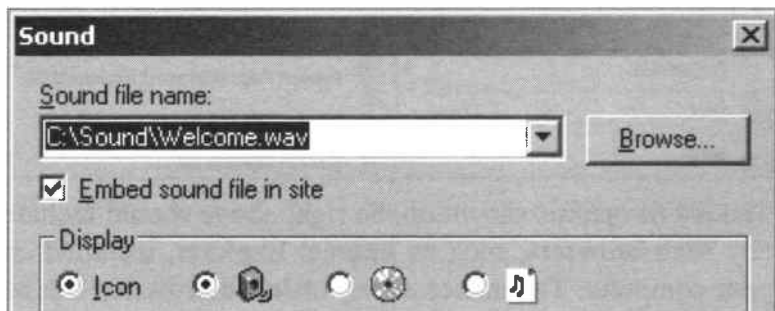 Sound
Sound file name:
C:\Sound\Welcome.wav
Browse...
Embed sound file in site
Display
Icon